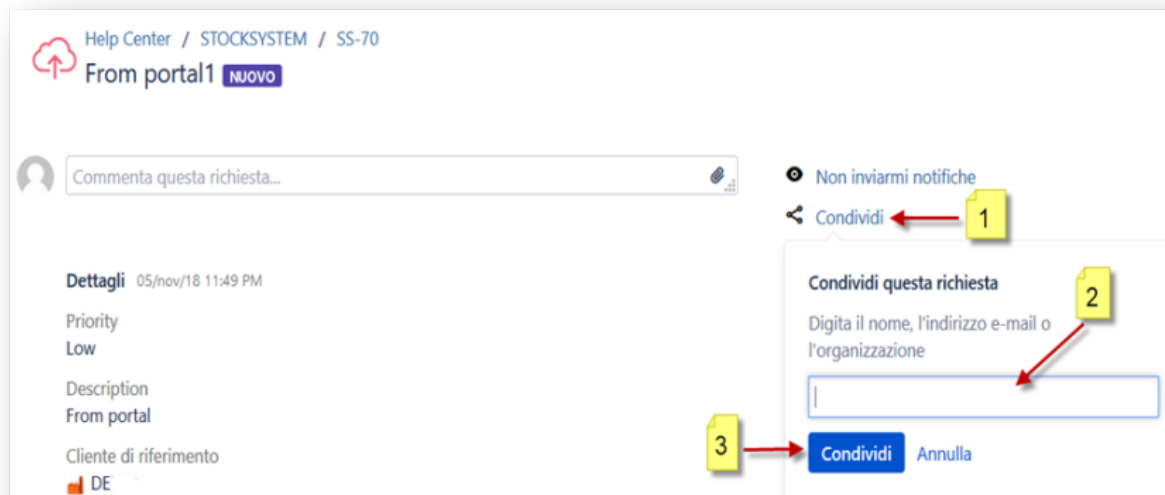 Help Center / STOCKSYSTEM / SS-70
From portal1 NUOVO
Commenta questa richiesta...
Non inviarmi notifiche
Condividi
1
Dettagli 05/nov/18 11:49 PM
Priority
Low
Description
From portal
Cliente di riferimento
DE
Condividi questa richiesta
2
Digita il nome, l'indirizzo e-mail o
l'organizzazione
3
Condividi Annulla